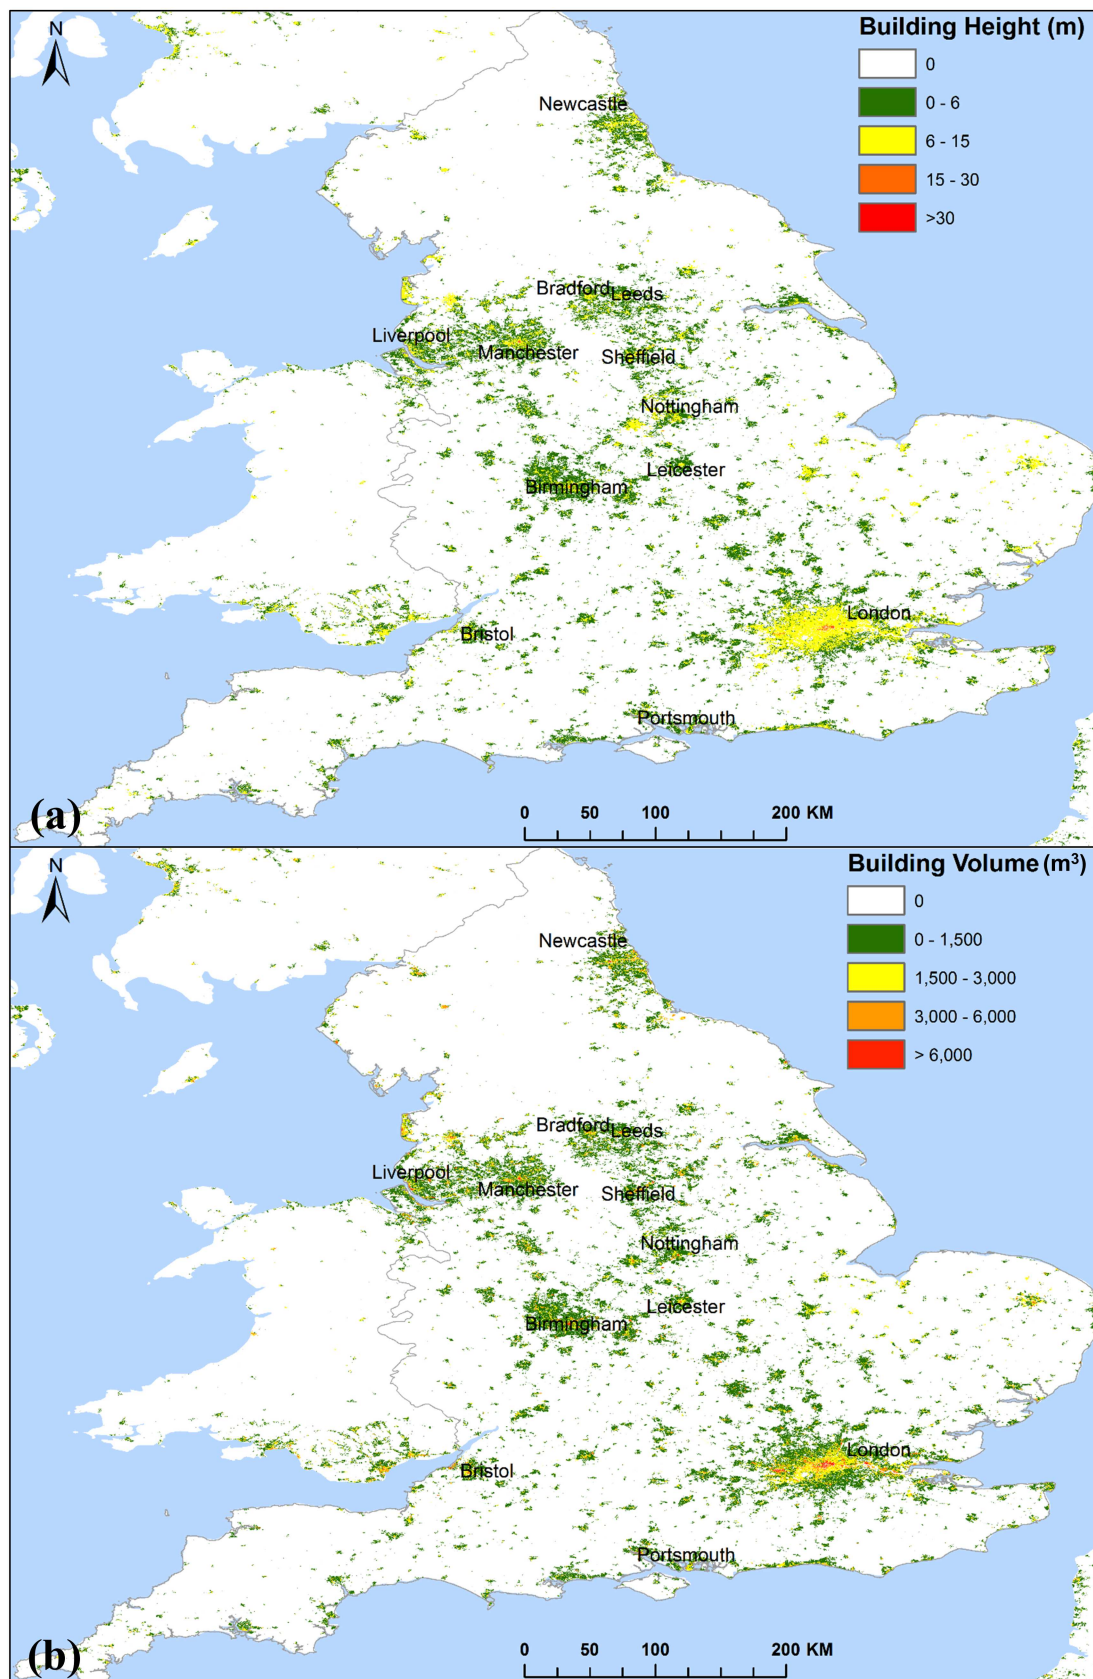 N
Building Height (m)
0
0 - 6
6 - 15
15 - 30
>30
Newcastle
Bradford
Leeds
Liverpool
Manchester
Sheffield
Nottingham
Leicester
Birmingham
London
Bristol
Portsmouth
(a)
0 50 100 200 KM
N
Building Volume (m³)
0
0 - 1,500
1,500 - 3,000
3,000 - 6,000
> 6,000
Newcastle
Bradford
Leeds
Liverpool
Manchester
Sheffield
Nottingham
Leicester
Birmingham
London
Bristol
Portsmouth
(b)
0 50 100 200 KM